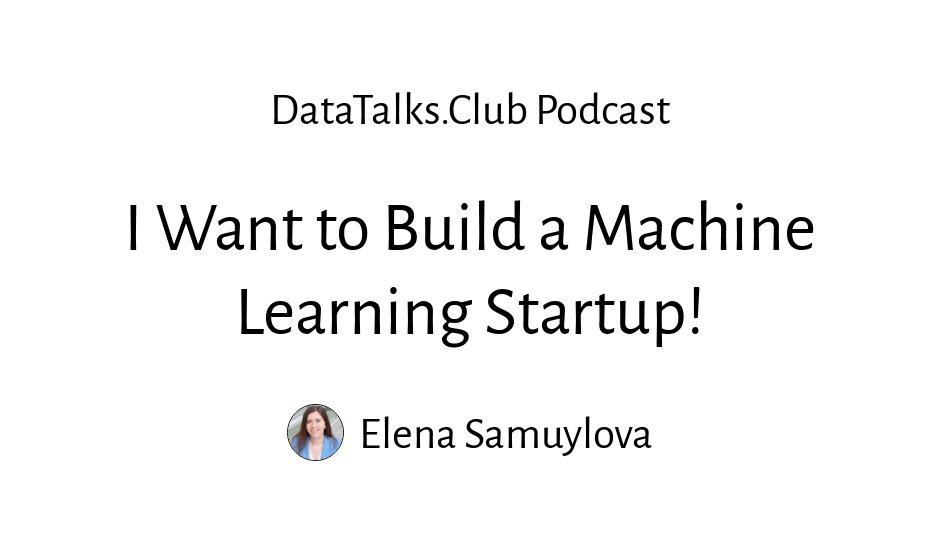 DataTalks.Club Podcast
I Want to Build a Machine
Learning Startup!
Elena Samuylova